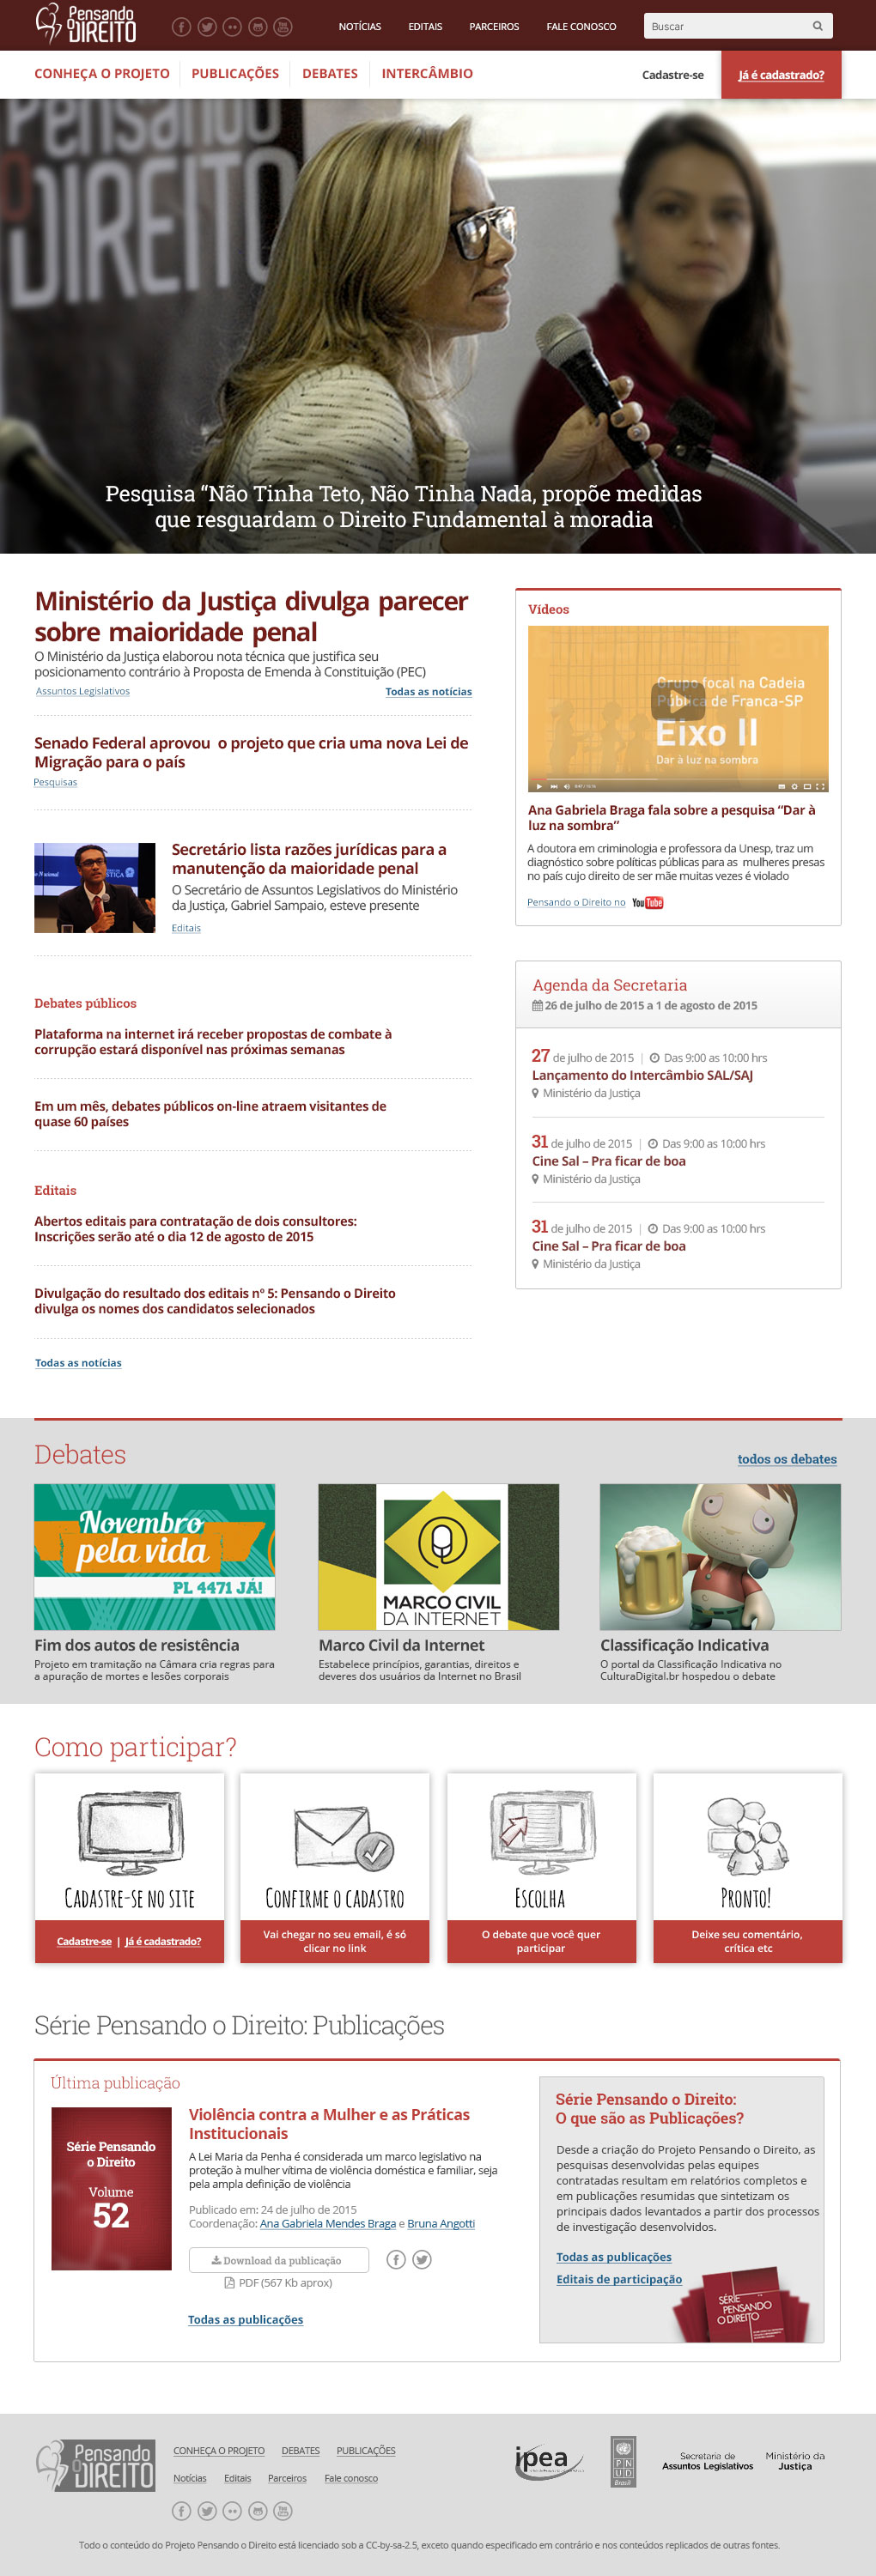 Pensando
O DIREITO
NOTÍCIAS EDITAIS PARCEIROS FALE CONOSCO
Buscar
CONHEÇA O PROJETO PUBLICAÇÕES DEBATES INTERCÂMBIO
Cadastre-se
Já é cadastrado?
Pesquisa “Não Tinha Teto, Não Tinha Nada, propõe medidas
que resguardam o Direito Fundamental à moradia
Ministério da Justiça divulga parecer
sobre maioridade penal
O Ministério da Justiça elaborou nota técnica que justifica seu
posicionamento contrário à Proposta de Emenda à Constituição (PEC)
Assuntos Legislativos
Todas as notícias
Senado Federal aprovou o projeto que cria uma nova Lei de
Migração para o país
Pesquisas
Secretário lista razões jurídicas para a
manutenção da maioridade penal
O Secretário de Assuntos Legislativos do Ministério
da Justiça, Gabriel Sampaio, esteve presente
Editais
Debates públicos
Plataforma na internet irá receber propostas de combate à
corrupção estará disponível nas próximas semanas
Em um mês, debates públicos on-line atraem visitantes de
quase 60 países
Editais
Abertos editais para contratação de dois consultores:
Inscrições serão até o dia 12 de agosto de 2015
Divulgação do resultado dos editais nº 5: Pensando o Direito
divulga os nomes dos candidatos selecionados
Todas as notícias
Vídeos
Grupo focal na Cadeia
Pública de Franca-SP
Eixo II
Dar à luz na sombra
Ana Gabriela Braga fala sobre a pesquisa “Dar à
luz na sombra”
A doutora em criminologia e professora da Unesp, traz um
diagnóstico sobre políticas públicas para as mulheres presas
no país cujo direito de ser mãe muitas vezes é violado
Pensando o Direito no YouTube
Agenda da Secretaria
26 de julho de 2015 a 1 de agosto de 2015
27 de julho de 2015 | Das 9:00 as 10:00 hrs
Lançamento do Intercâmbio SAL/SAJ
Ministério da Justiça
31 de julho de 2015 | Das 9:00 as 10:00 hrs
Cine Sal – Pra ficar de boa
Ministério da Justiça
31 de julho de 2015 | Das 9:00 as 10:00 hrs
Cine Sal – Pra ficar de boa
Ministério da Justiça
Debates
todos os debates
Novembro
pela vida
PL 4471 JÁ!
Fim dos autos de resistência
Projeto em tramitação na Câmara cria regras para
a apuração de mortes e lesões corporais
MARCO CIVIL
DA INTERNET
Marco Civil da Internet
Estabelece princípios, garantias, direitos e
deveres dos usuários da Internet no Brasil
Classificação Indicativa
O portal da Classificação Indicativa no
CulturaDigital.br hospedou o debate
Como participar?
Cadastre-se no site
Cadastre-se | Já é cadastrado?
Confirme o cadastro
Vai chegar no seu email, é só
clicar no link
Escolha
O debate que você quer
participar
Pronto!
Deixe seu comentário,
crítica etc
Série Pensando o Direito: Publicações
Última publicação
Série Pensando
o Direito
Volume
52
Violência contra a Mulher e as Práticas
Institucionais
A Lei Maria da Penha é considerada um marco legislativo na
proteção à mulher vítima de violência doméstica e familiar, seja
pela ampla definição de violência
Publicado em: 24 de julho de 2015
Coordenação: Ana Gabriela Mendes Braga e Bruna Angotti
Download da publicação
PDF (567 Kb aprox)
Todas as publicações
Série Pensando o Direito:
O que são as Publicações?
Desde a criação do Projeto Pensando o Direito, as
pesquisas desenvolvidas pelas equipes
contratadas resultam em relatórios completos e
em publicações resumidas que sintetizam os
principais dados levantados a partir dos processos
de investigação desenvolvidos.
Todas as publicações
Editais de participação
SÉRIE
PENSANDO
O DIREITO
Pensando
O DIREITO
CONHEÇA O PROJETO DEBATES PUBLICAÇÕES
Notícias Editais Parceiros Fale conosco
ipea
PNUD
Brasil
Secretaria de
Assuntos Legislativos
Ministério da
Justiça
Todo o conteúdo do Projeto Pensando o Direito está licenciado sob a CC-by-sa-2.5, exceto quando especificado em contrário e nos conteúdos replicados de outras fontes.